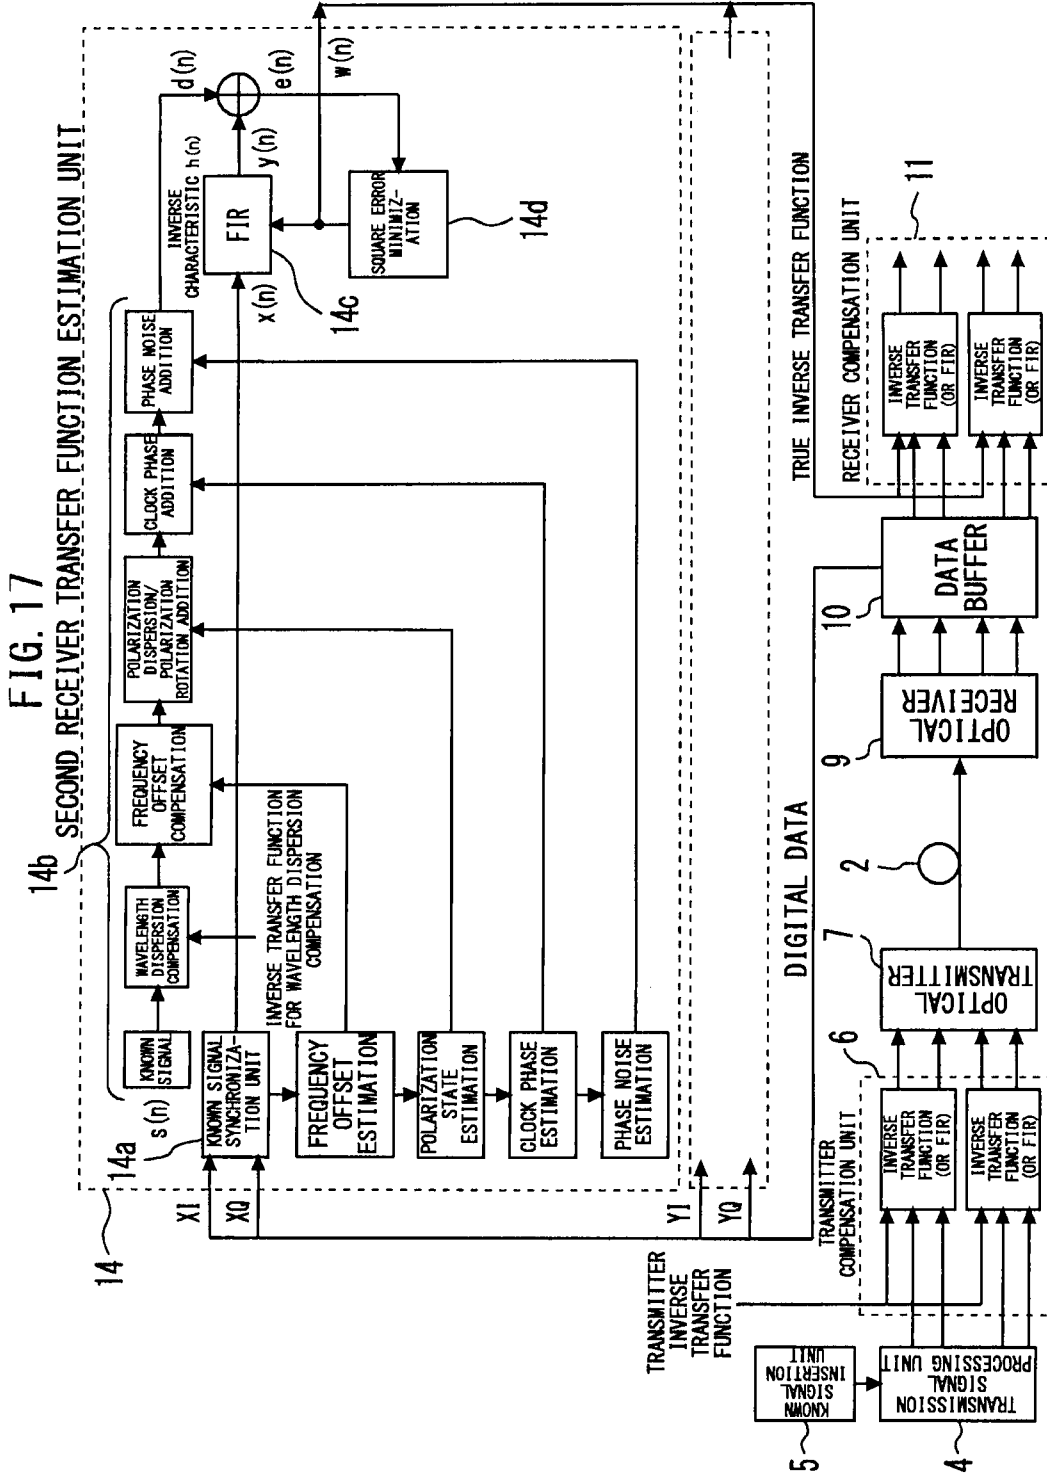 FIG. 17
14b SECOND RECEIVER TRANSFER FUNCTION ESTIMATION UNIT
14
14a
s(n)
KNOWN
SIGNAL
WAVELENGTH
DISPERSION
COMPENSATION
FREQUENCY
OFFSET
COMPENSATION
POLARIZATION
DISPERSION/
POLARIZATION
ROTATION ADDITION
CLOCK PHASE
ADDITION
PHASE NOISE
ADDITION
d(n)
XI
XQ
KNOWN SIGNAL
SYNCHRONIZA-
TION UNIT
INVERSE TRANSFER FUNCTION
FOR WAVELENGTH DISPERSION
COMPENSATION
x(n)
INVERSE
CHARACTERISTIC h(n)
FIR
14c
y(n)
e(n)
w(n)
SQUARE ERROR
MINIMIZ-
ATION
14d
FREQUENCY
OFFSET
ESTIMATION
POLARIZATION
STATE
ESTIMATION
CLOCK PHASE
ESTIMATION
PHASE NOISE
ESTIMATION
YI
YQ
DIGITAL DATA
TRUE INVERSE TRANSFER FUNCTION
TRANSMITTER
INVERSE
TRANSFER
FUNCTION
KNOWN
SIGNAL
INSERTION
UNIT
5
TRANSMISSION
SIGNAL
PROCESSING UNIT
4
TRANSMITTER
COMPENSATION UNIT
6
INVERSE
TRANSFER
FUNCTION
(OR FIR)
INVERSE
TRANSFER
FUNCTION
(OR FIR)
7
OPTICAL
TRANSMITTER
2
9
OPTICAL
RECEIVER
10
DATA
BUFFER
RECEIVER COMPENSATION UNIT
11
INVERSE
TRANSFER
FUNCTION
(OR FIR)
INVERSE
TRANSFER
FUNCTION
(OR FIR)